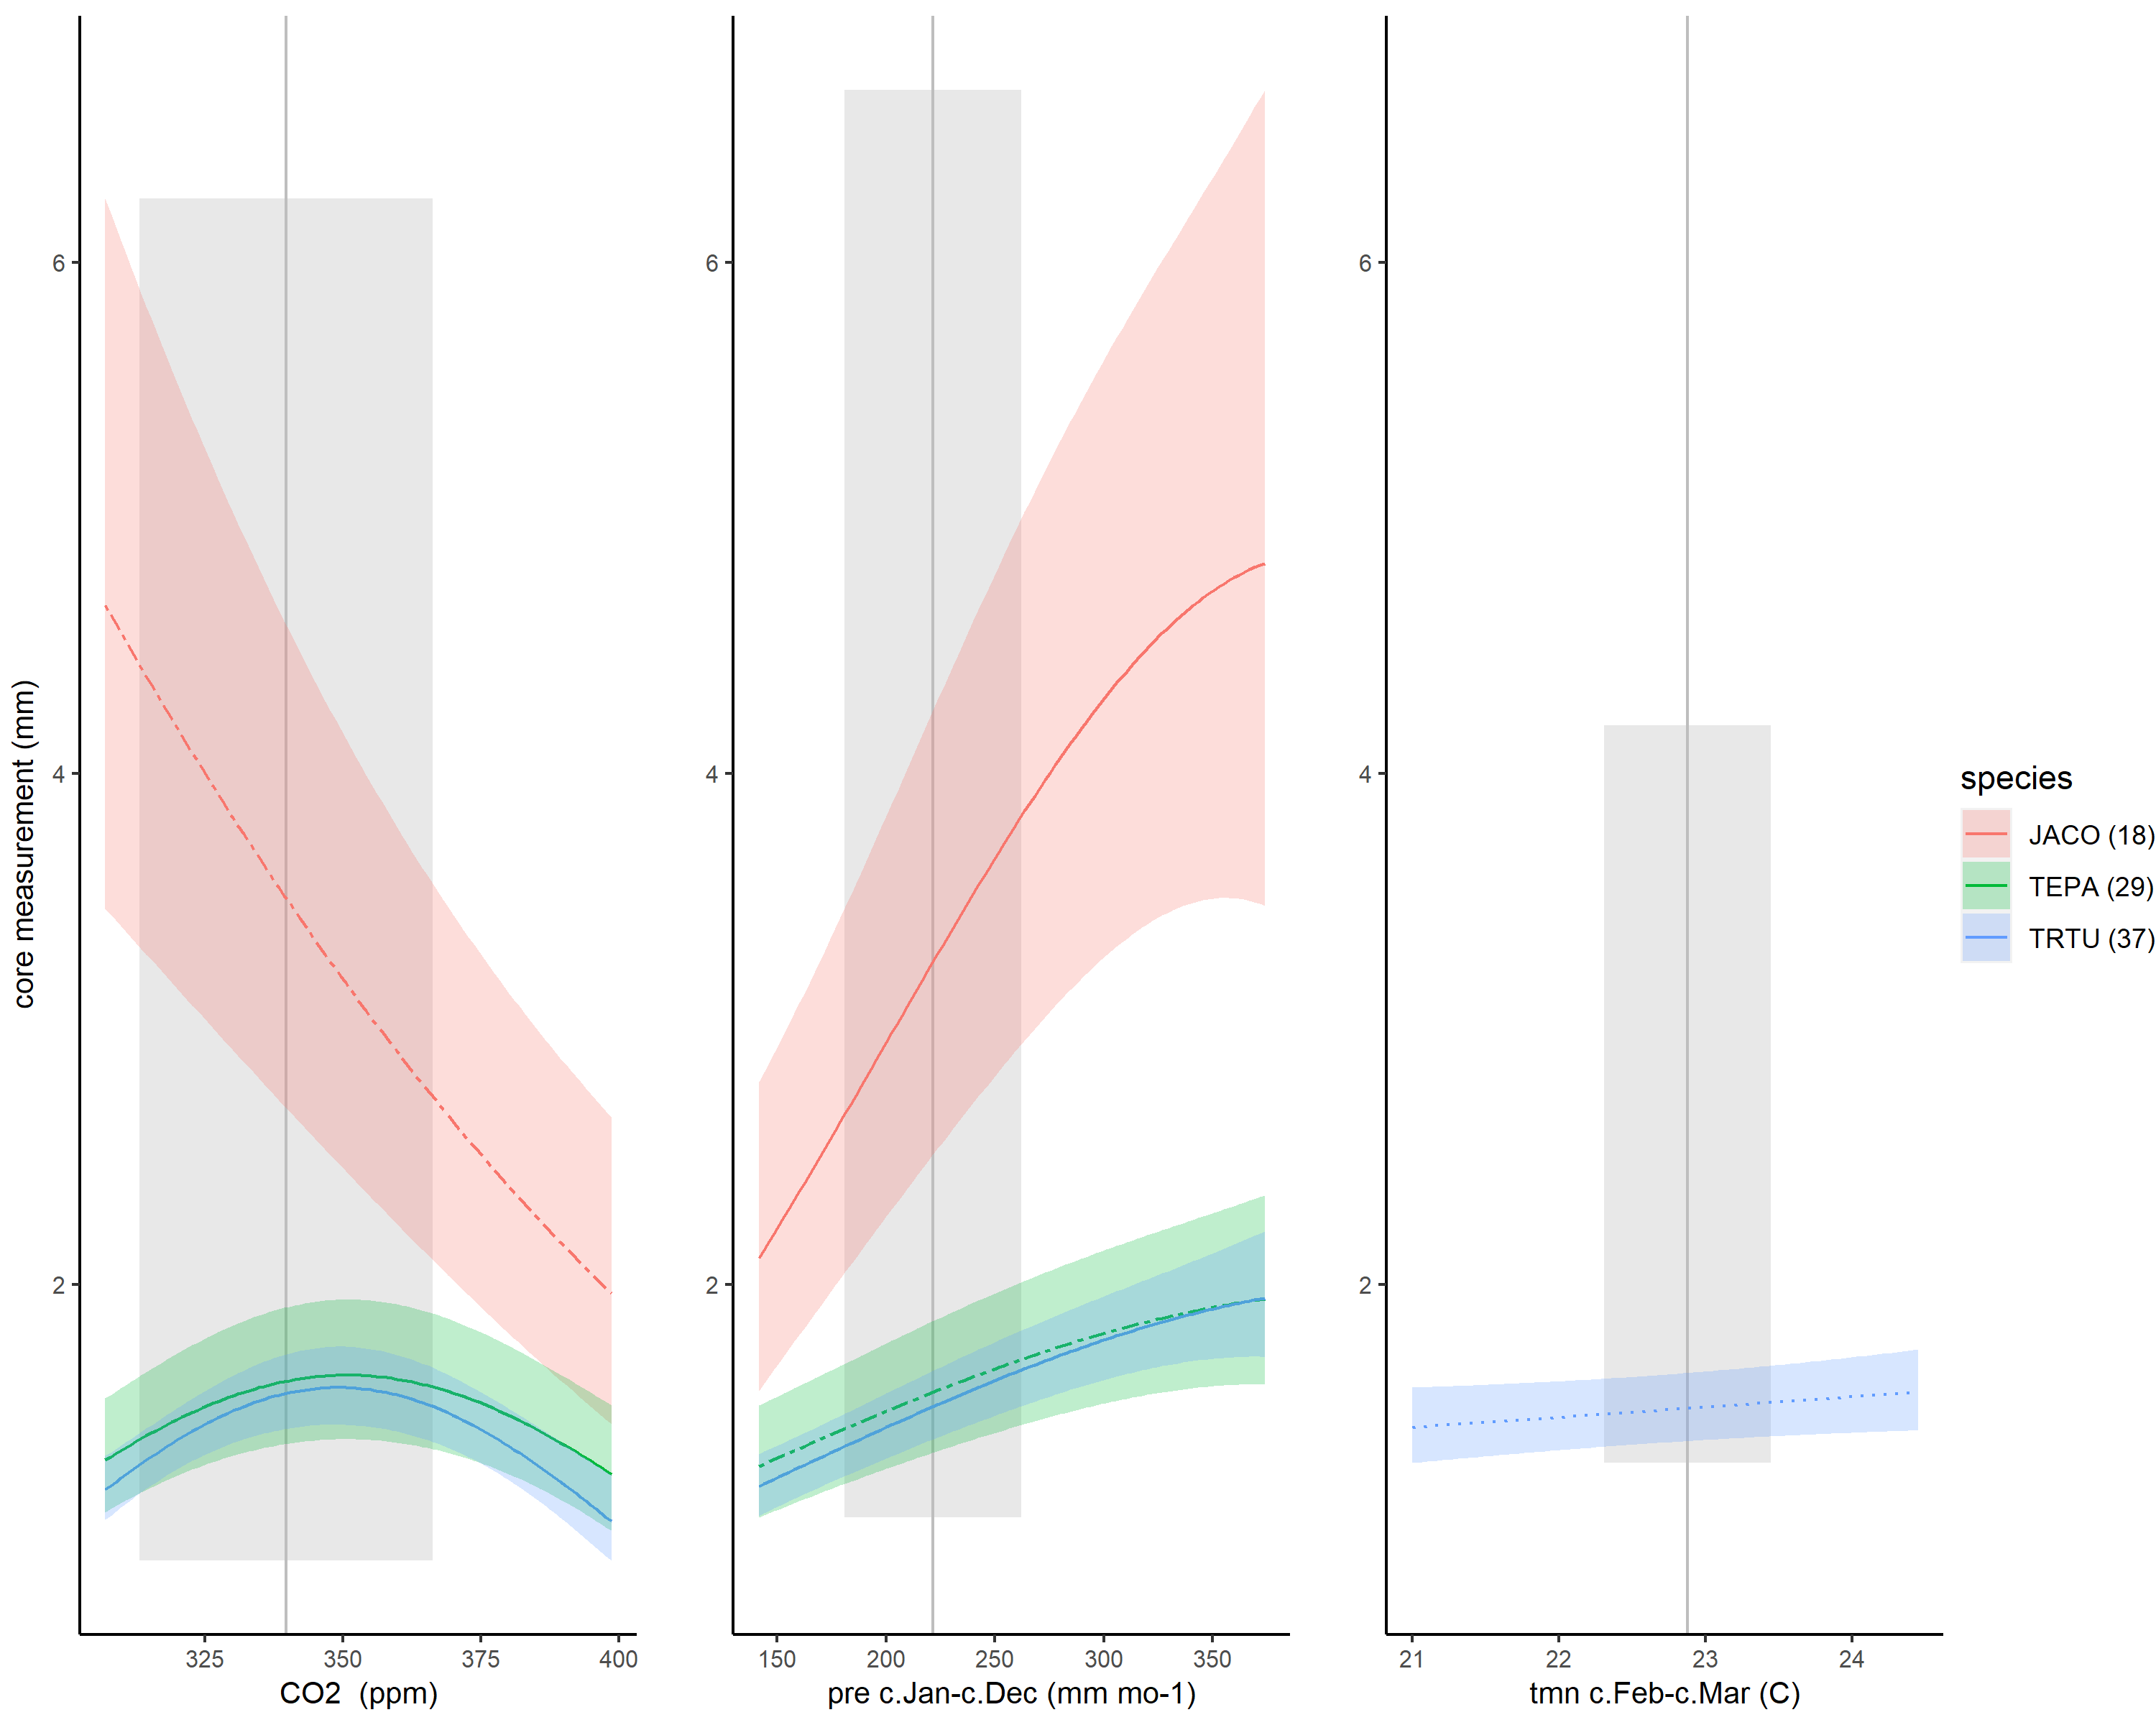 core measurement (mm)
6
4
2
325 350 375 400
CO2  (ppm)
6
4
2
150 200 250 300 350
pre c.Jan-c.Dec (mm mo-1)
6
4
2
21 22 23 24
tmn c.Feb-c.Mar (C)
species
JACO (18)
TEPA (29)
TRTU (37)